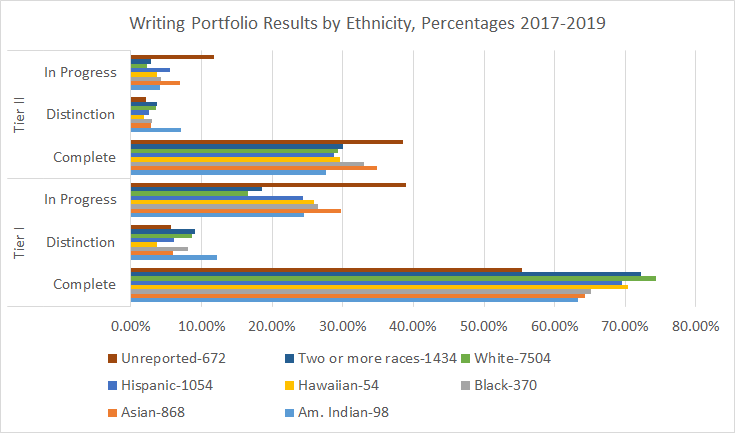 Writing Portfolio Results by Ethnicity, Percentages 2017-2019
Tier II
In Progress
Distinction
Complete
Tier I
In Progress
Distinction
Complete
0.00% 10.00% 20.00% 30.00% 40.00% 50.00% 60.00% 70.00% 80.00%
Unreported-672 Two or more races-1434 White-7504
Hispanic-1054 Hawaiian-54 Black-370
Asian-868 Am. Indian-98